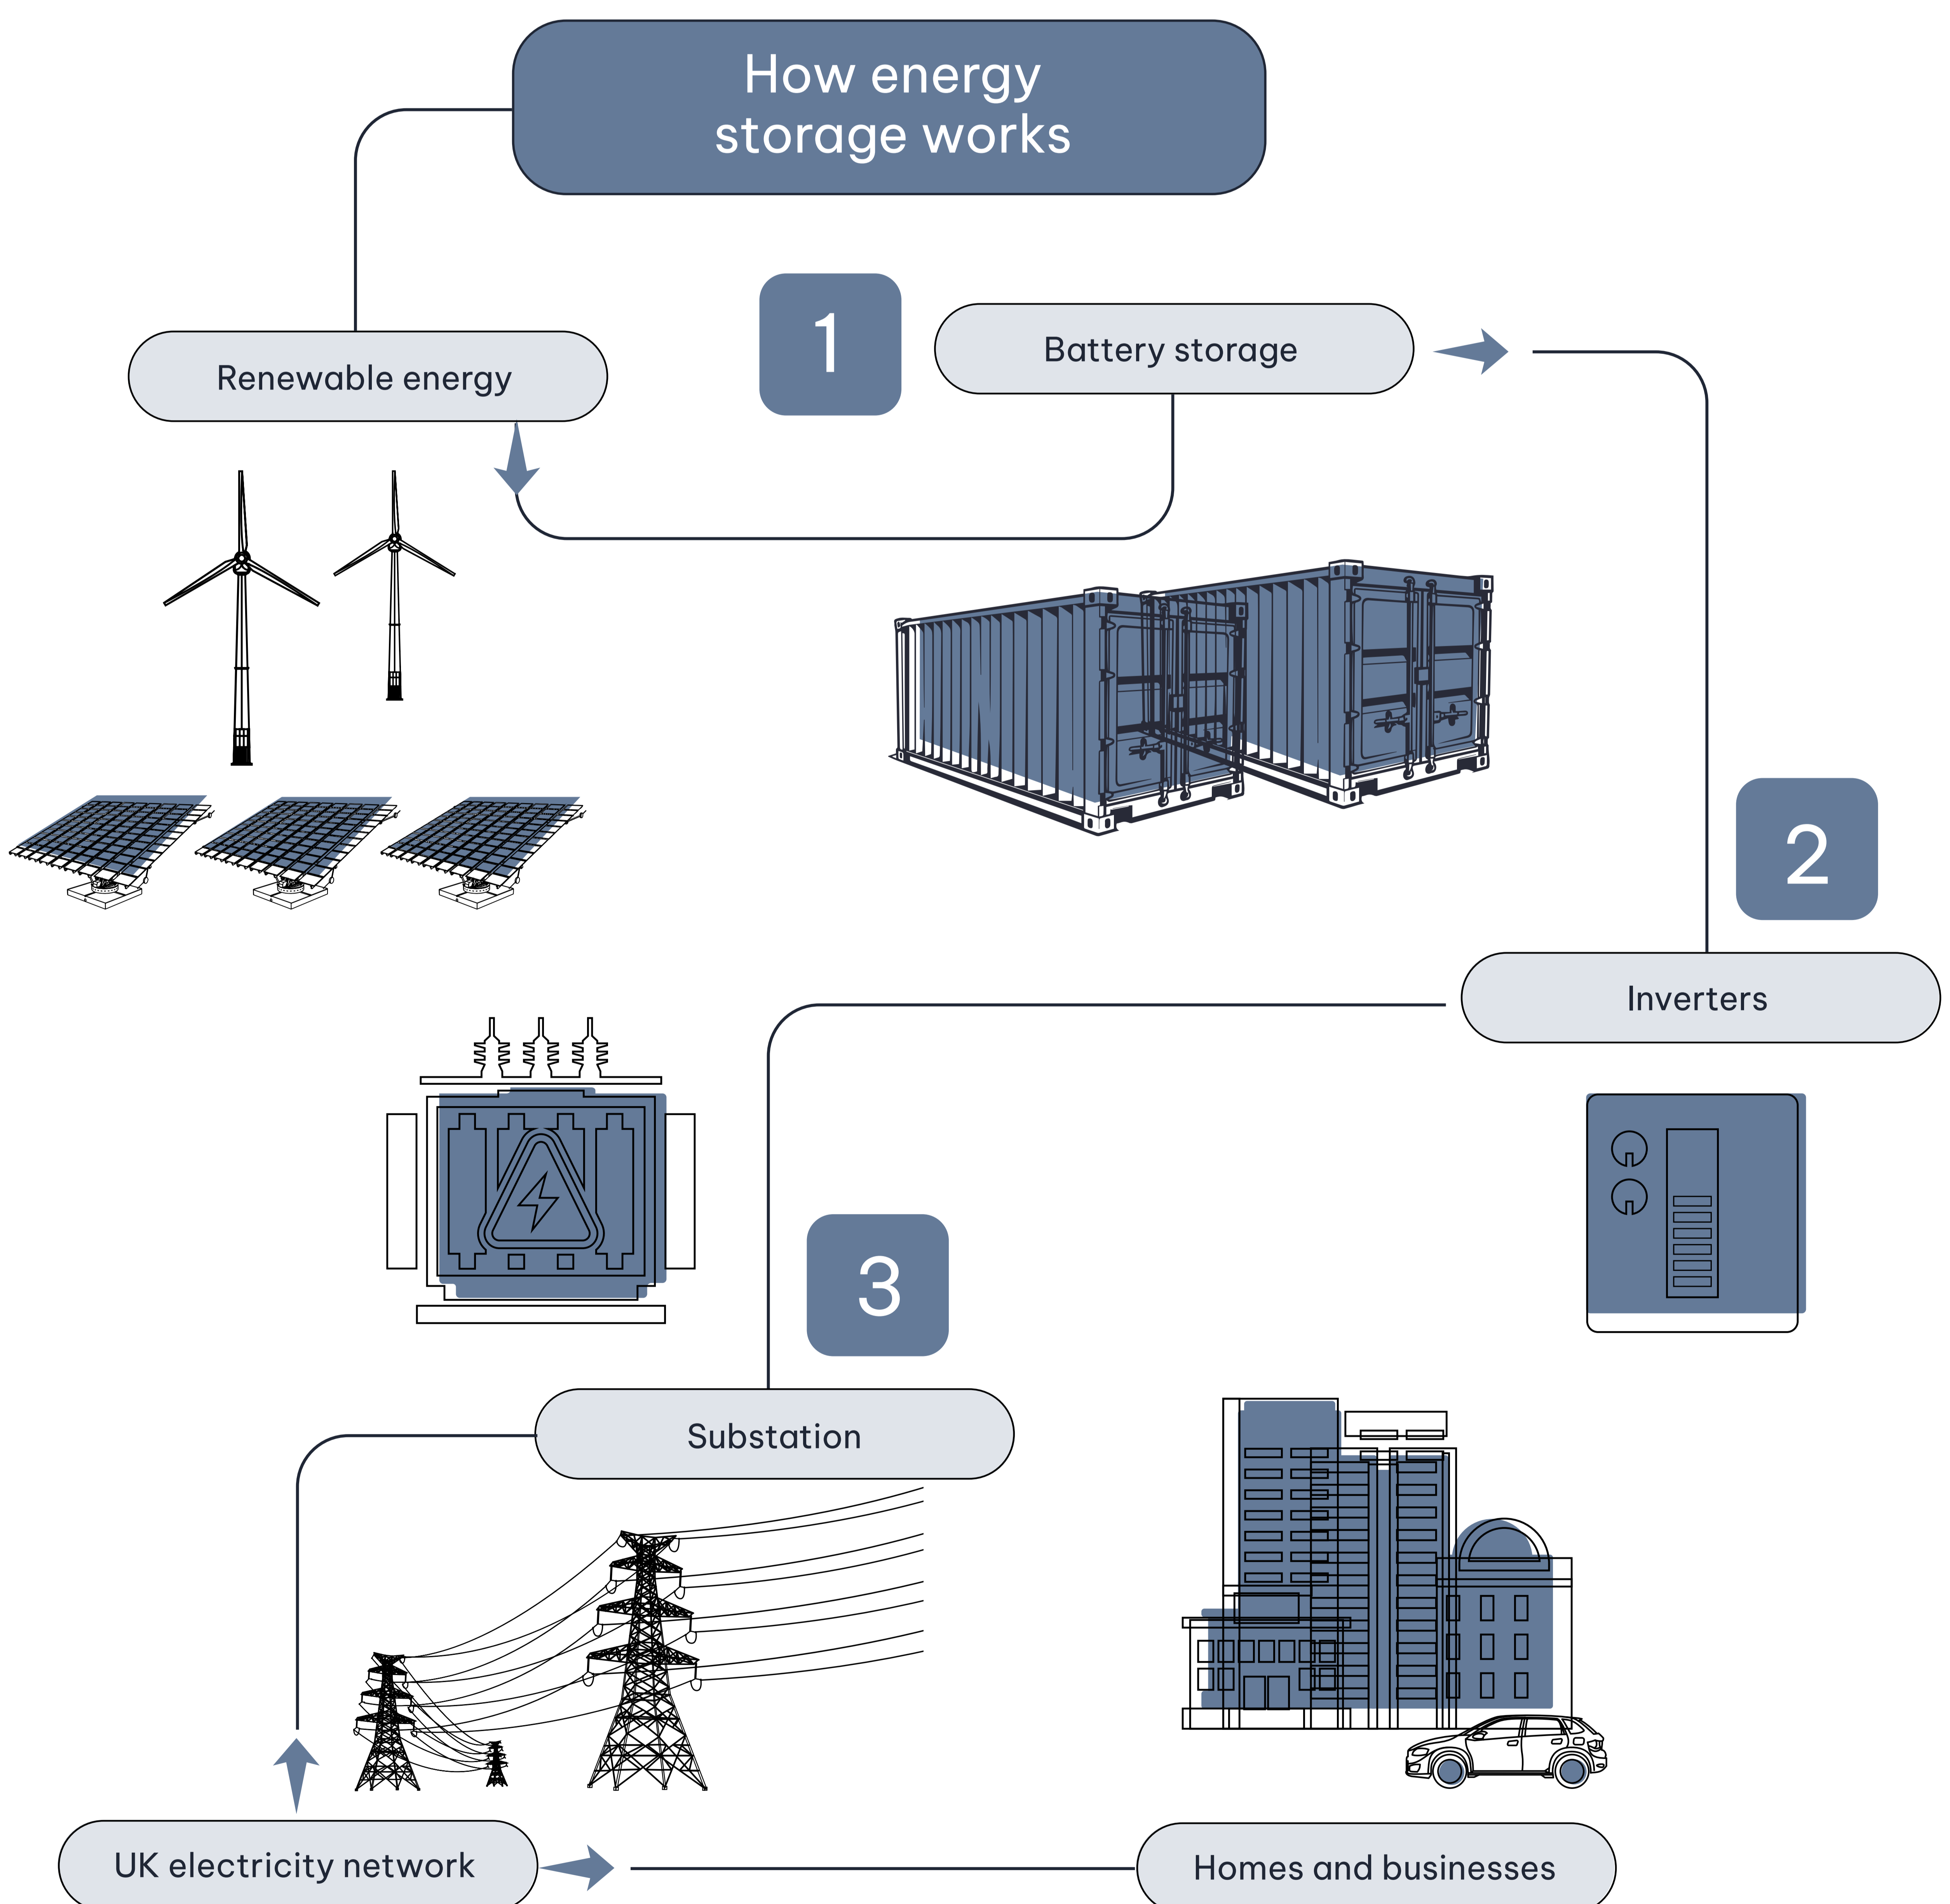 How energy
storage works
Renewable energy
1
Battery storage
2
Inverters
3
Substation
UK electricity network
Homes and businesses